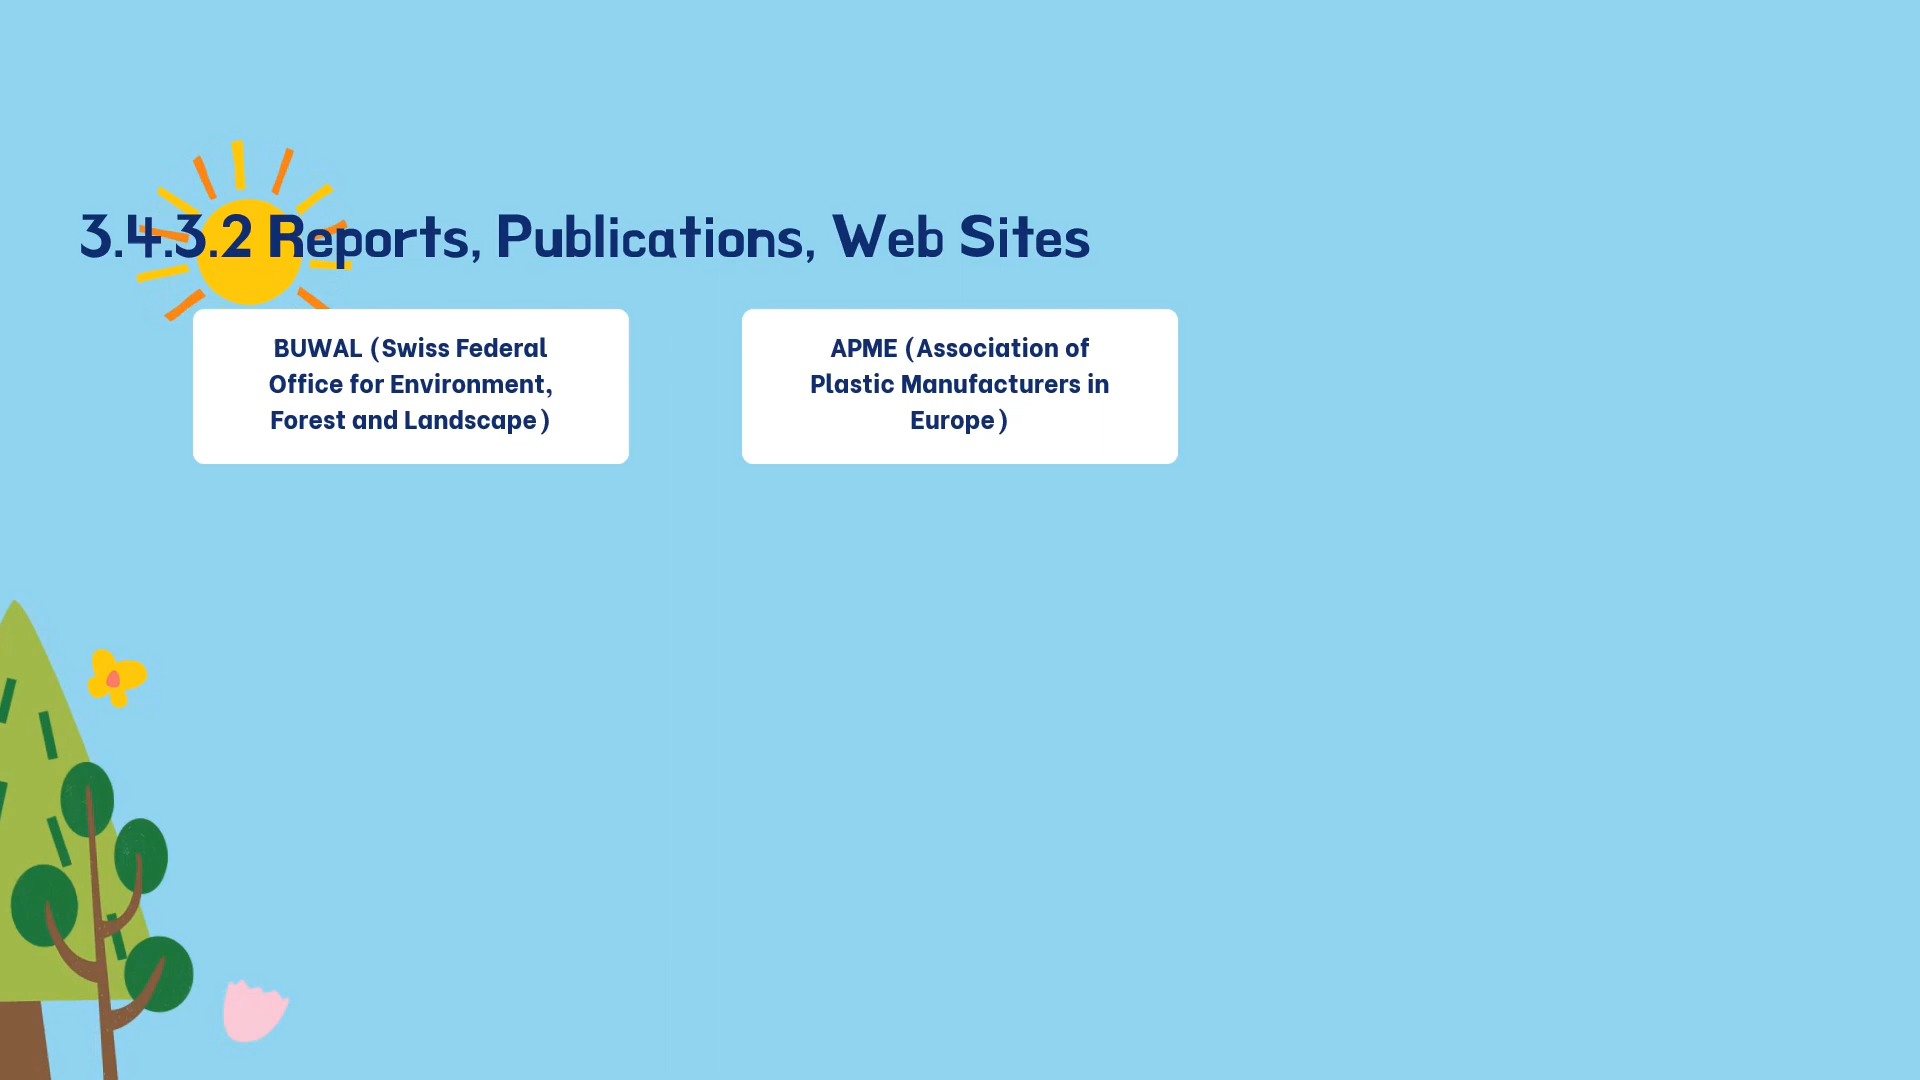 3.4.3.2 Reports, Publications, Web Sites
BUWAL (Swiss Federal
Office for Environment,
Forest and Landscape)
APME (Association of
Plastic Manufacturers in
Europe)